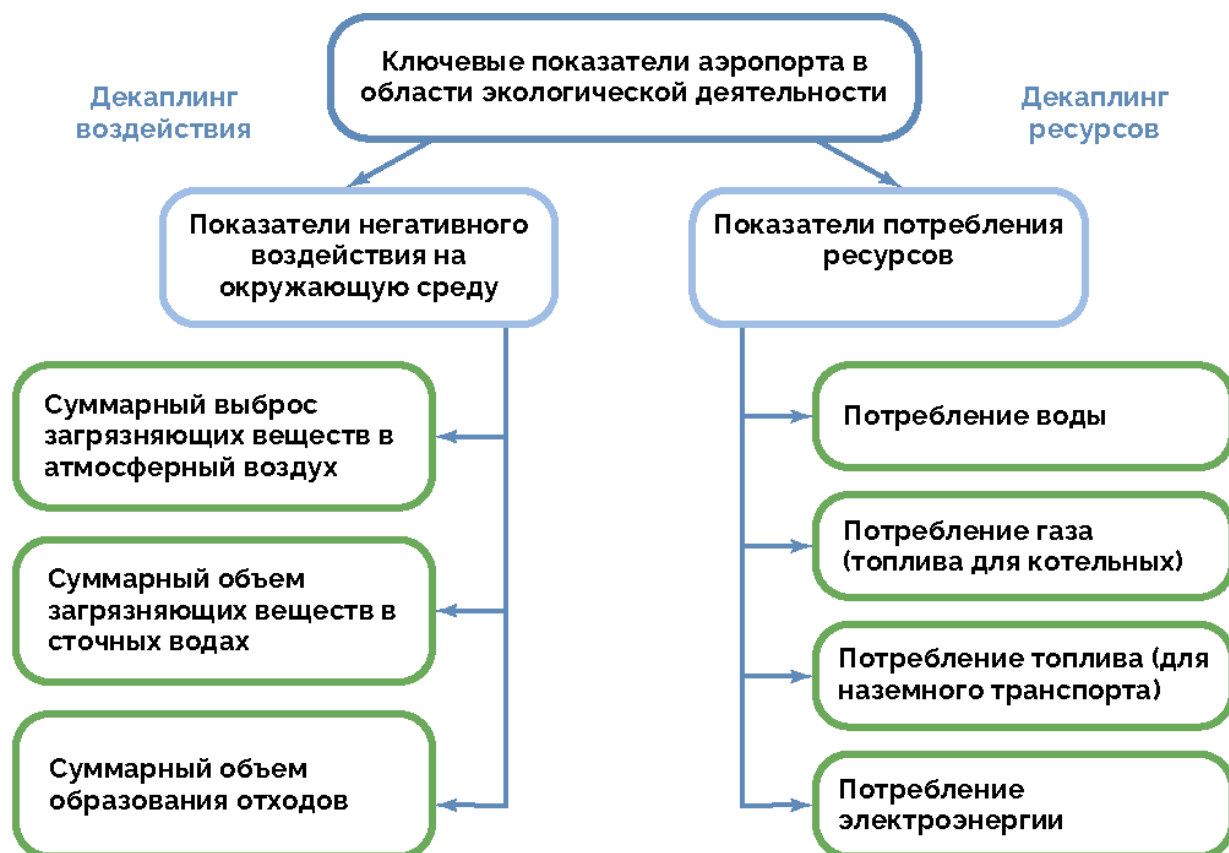 Ключевые показатели аэропорта в
области экологической деятельности
Декаплинг
воздействия
Декаплинг
ресурсов
Показатели негативного
воздействия на
окружающую среду
Показатели потребления
ресурсов
Суммарный выброс
загрязняющих веществ в
атмосферный воздух
Суммарный объем
загрязняющих веществ в
сточных водах
Суммарный объем
образования отходов
Потребление воды
Потребление газа
(топлива для котельных)
Потребление топлива (для
наземного транспорта)
Потребление
электроэнергии